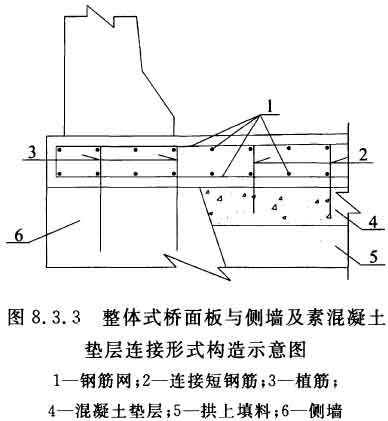 1
3
2
4
6
5
图 8.3.3 整体式桥面板与侧墙及素混凝土
垫层连接形式构造示意图
1—钢筋网;2—连接短钢筋;3—植筋;
4—混凝土垫层;5—拱上填料;6—侧墙